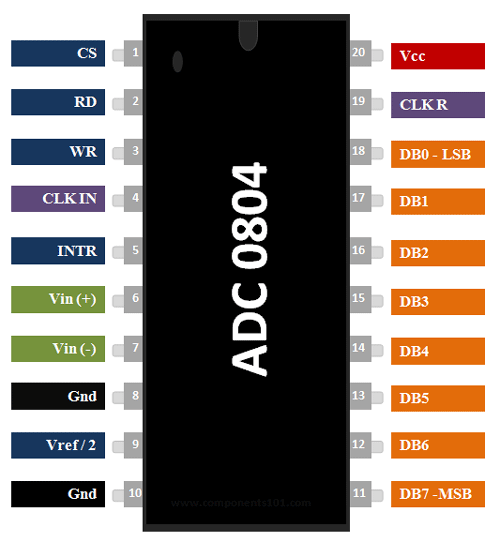 CS 1
RD 2
WR 3
CLK IN 4
INTR 5
Vin (+) 6
Vin (-) 7
Gnd 8
Vref / 2 9
Gnd 10
ADC 0804
www.components101.com
20 Vcc
19 CLK R
18 DB0 - LSB
17 DB1
16 DB2
15 DB3
14 DB4
13 DB5
12 DB6
11 DB7 -MSB